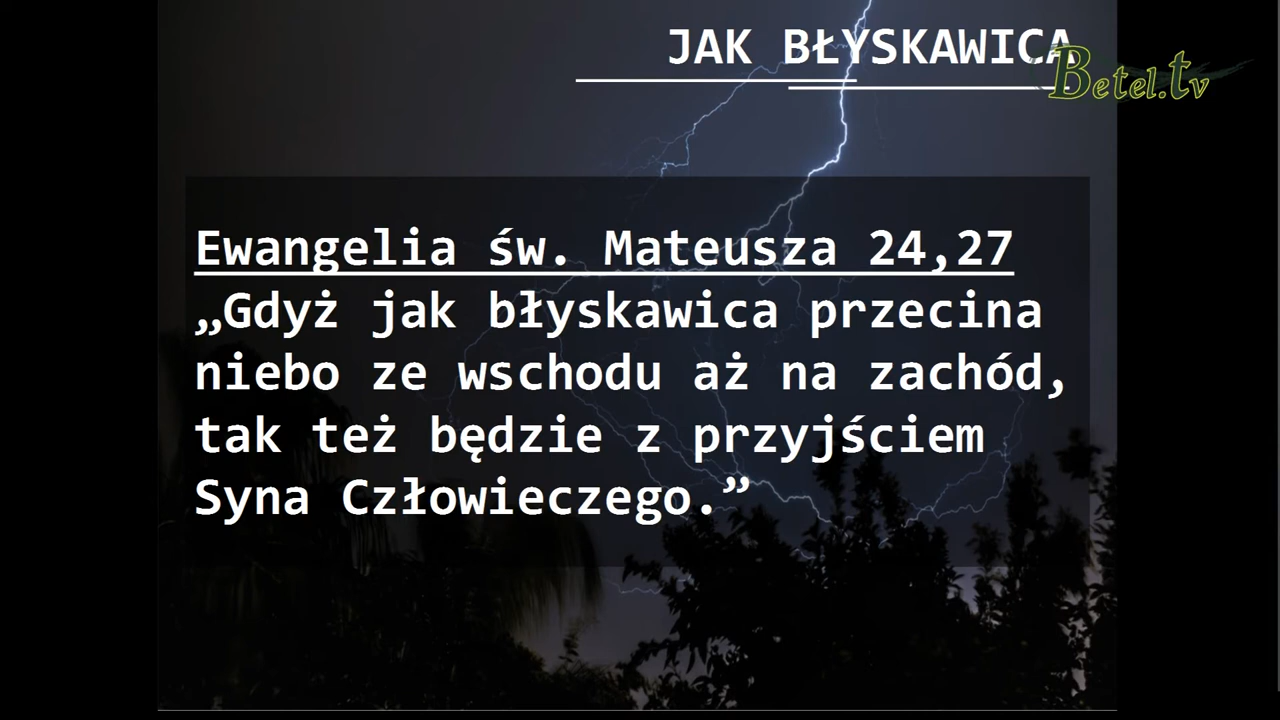 JAK BŁYSKAWICA
Betel.tv
Ewangelia św. Mateusza 24,27
„Gdyż jak błyskawica przecina
niebo ze wschodu aż na zachód,
tak też będzie z przyjściem
Syna Człowieczego.”